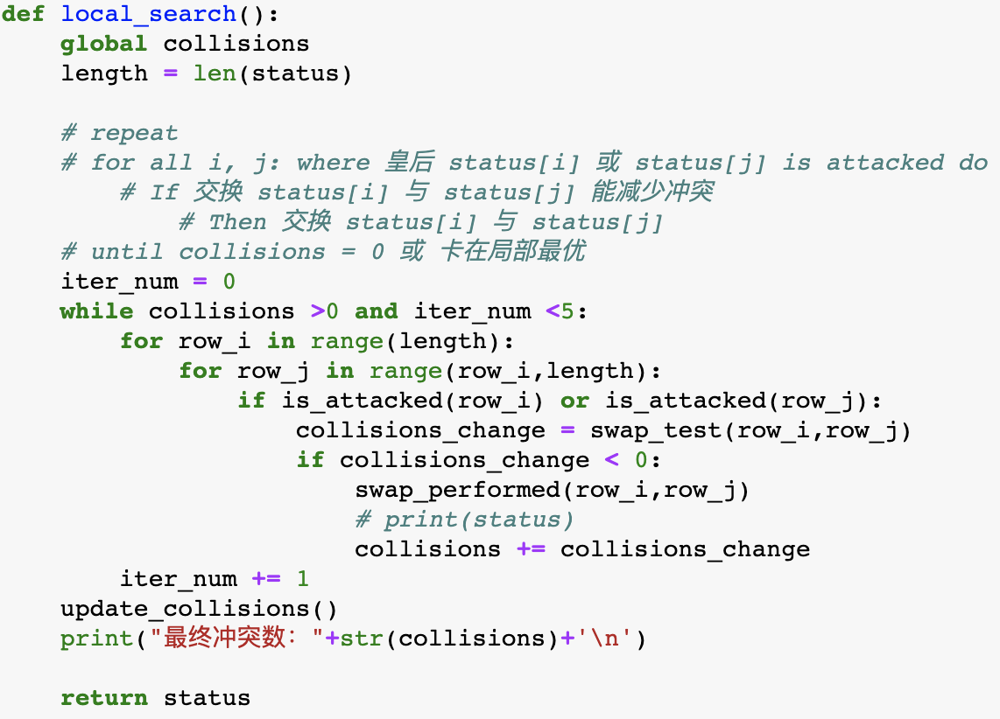 def local_search():
    global collisions
    length = len(status)

    # repeat
    # for all i, j: where 皇后 status[i] 或 status[j] is attacked do
        # If 交换 status[i] 与 status[j] 能减少冲突
            # Then 交换 status[i] 与 status[j]
    # until collisions = 0 或 卡在局部最优
    iter_num = 0
    while collisions >0 and iter_num <5:
        for row_i in range(length):
            for row_j in range(row_i,length):
                if is_attacked(row_i) or is_attacked(row_j):
                    collisions_change = swap_test(row_i,row_j)
                    if collisions_change < 0:
                        swap_performed(row_i,row_j)
                        # print(status)
                        collisions += collisions_change
        iter_num += 1
    update_collisions()
    print("最终冲突数："+str(collisions)+'\n')

    return status